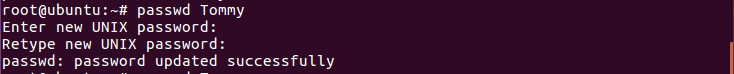 root@ubuntu:~# passwd Tommy
Enter new UNIX password:
Retype new UNIX password:
passwd: password updated successfully